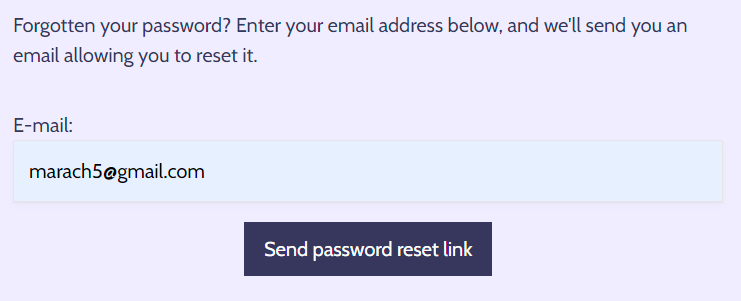 Forgotten your password? Enter your email address below, and we'll send you an
email allowing you to reset it.
E-mail:
marach5@gmail.com
Send password reset link